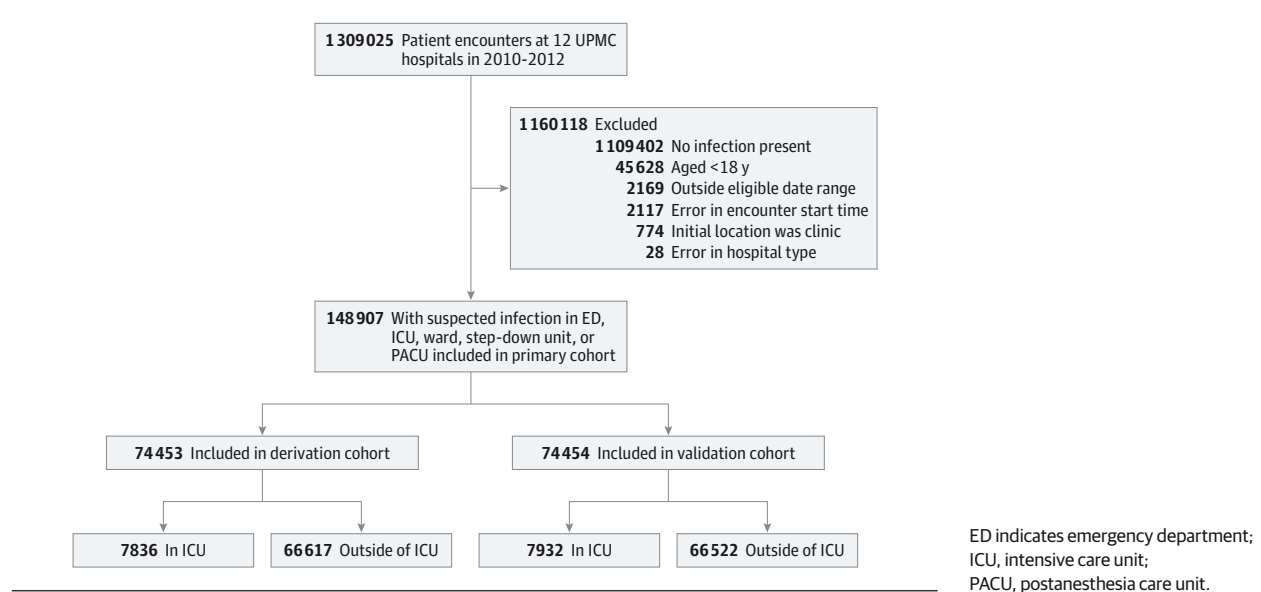 1309025 Patient encounters at 12 UPMC
hospitals in 2010-2012
1160118 Excluded
1109402 No infection present
45628 Aged <18 y
2169 Outside eligible date range
2117 Error in encounter start time
774 Initial location was clinic
28 Error in hospital type
148907 With suspected infection in ED,
ICU, ward, step-down unit, or
PACU included in primary cohort
74453 Included in derivation cohort
74454 Included in validation cohort
7836 In ICU
66617 Outside of ICU
7932 In ICU
66522 Outside of ICU
ED indicates emergency department;
ICU, intensive care unit;
PACU, postanesthesia care unit.